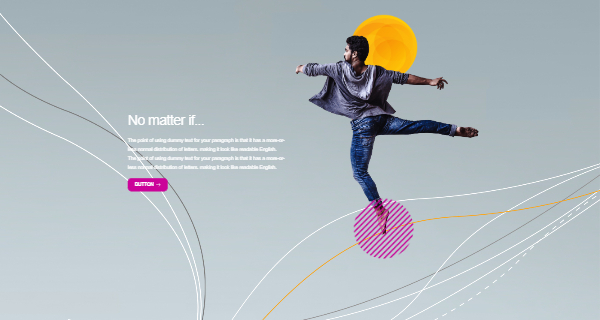 No matter if...
The point of using dummy text for your paragraph is that it has a more-or-
less normal distribution of letters. making it look like readable English.
The point of using dummy text for your paragraph is that it has a more-or-
less normal distribution of letters. making it look like readable English.
BUTTON →